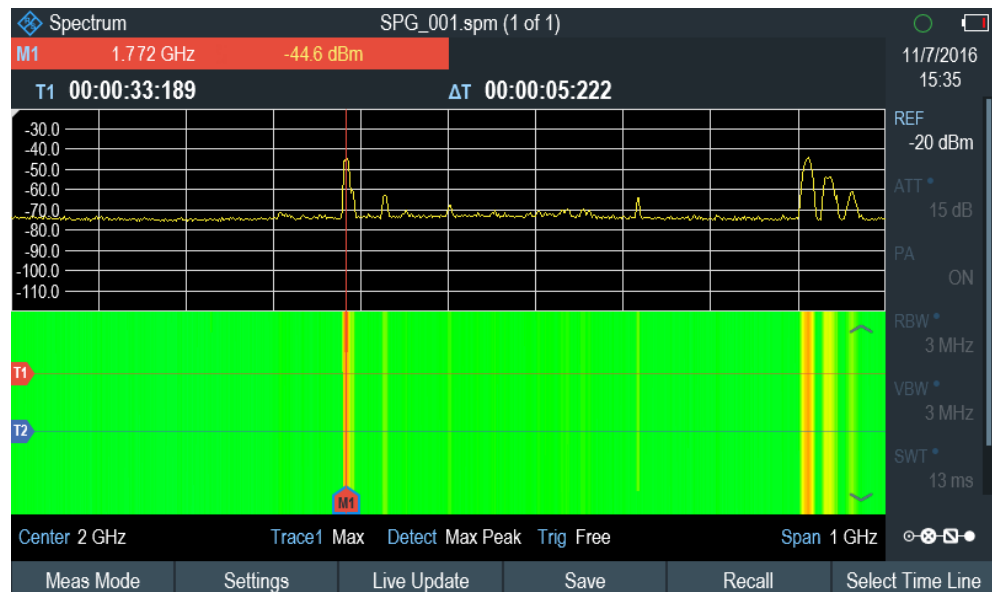 Spectrum SPG_001.spm (1 of 1)
M1 1.772 GHz -44.6 dBm
11/7/2016
15:35
T1 00:00:33:189 ΔT 00:00:05:222
REF
-20 dBm
ATT
15 dB
PA
ON
RBW
3 MHz
VBW
3 MHz
SWT
13 ms
-30.0
-40.0
-50.0
-60.0
-70.0
-80.0
-90.0
-100.0
-110.0
T1
T2
M1
Center 2 GHz Trace1 Max Detect Max Peak Trig Free Span 1 GHz
Meas Mode Settings Live Update Save Recall Select Time Line